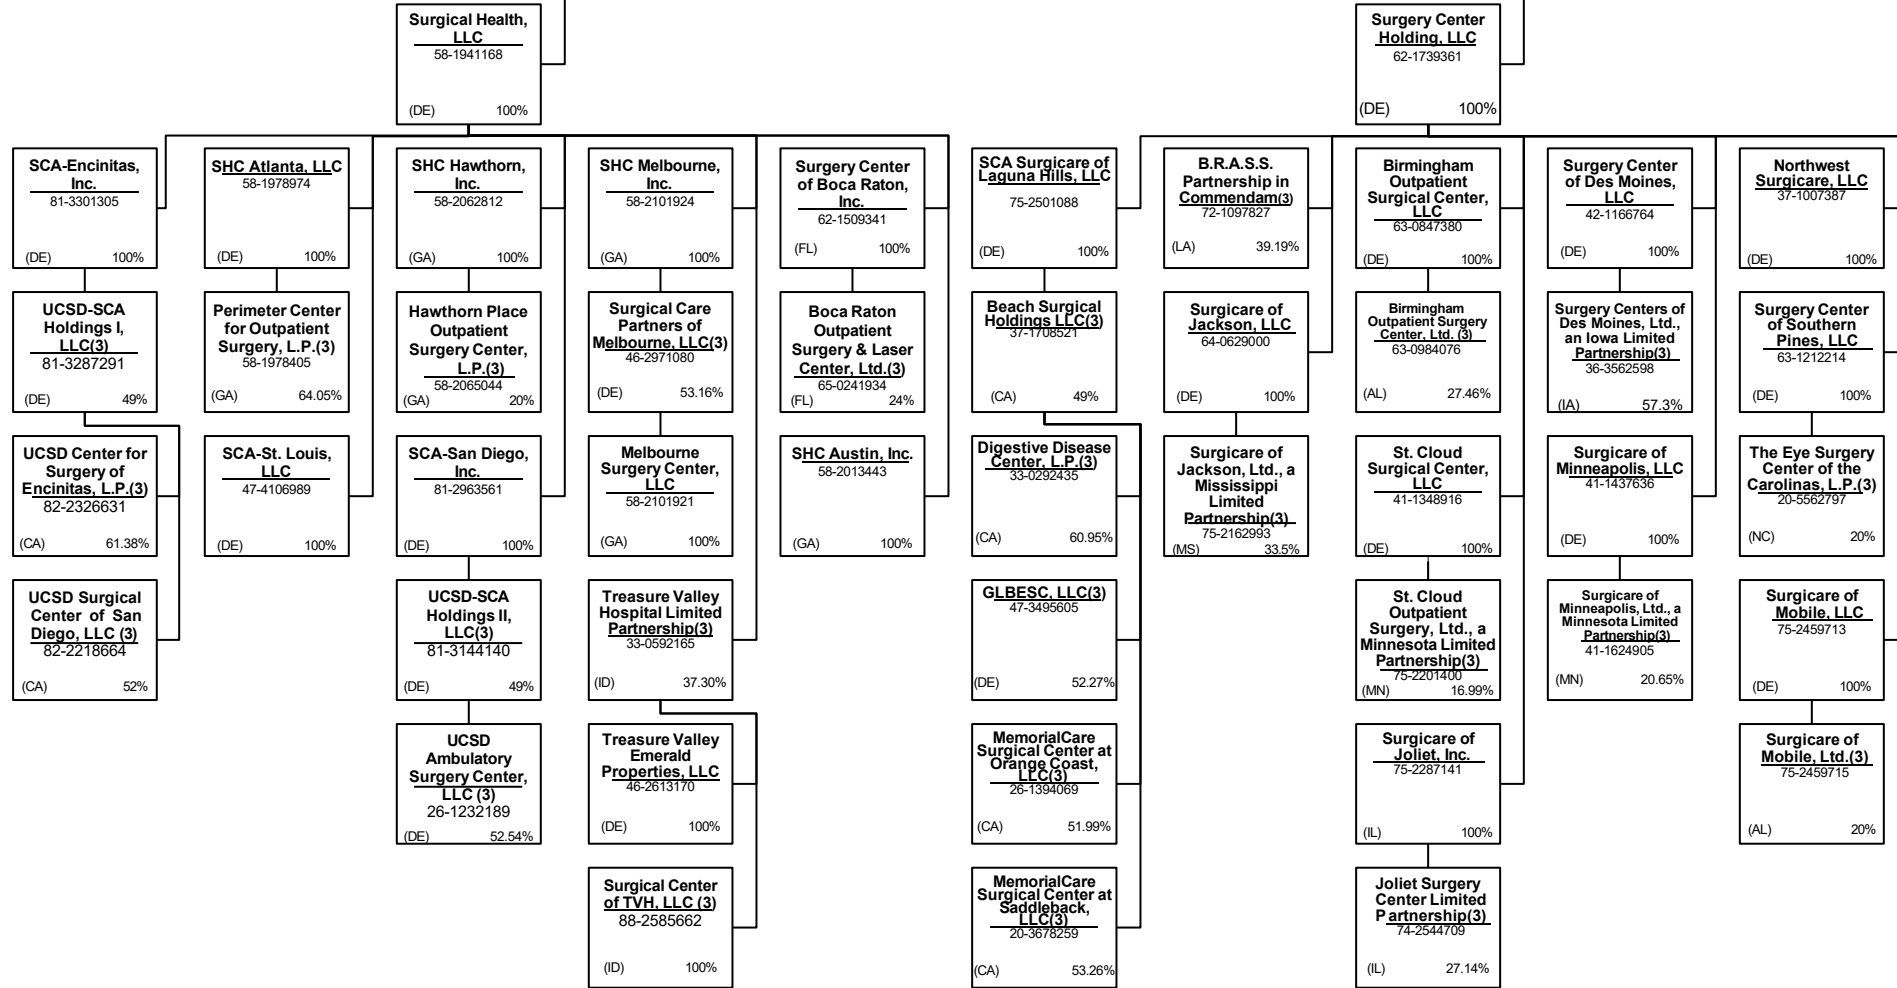 Surgical Health,
LLC
58-1941168
(DE) 100%
Surgery Center
Holding, LLC
62-1739361
(DE) 100%
SCA-Encinitas,
Inc.
81-3301305
(DE) 100%
SHC Atlanta, LLC
58-1978974
(DE) 100%
SHC Hawthorn,
Inc.
58-2062812
(GA) 100%
SHC Melbourne,
Inc.
58-2101924
(GA) 100%
Surgery Center
of Boca Raton,
Inc.
62-1509341
(FL) 100%
SCA Surgicare of
Laguna Hills, LLC
75-2501088
(DE) 100%
B.R.A.S.S.
Partnership in
Commendam(3)
72-1097827
(LA) 39.19%
Birmingham
Outpatient
Surgical Center,
LLC
63-0847380
(DE) 100%
Surgery Center
of Des Moines,
LLC
42-1166764
(DE) 100%
Northwest
Surgicare, LLC
37-1007387
(DE) 100%
UCSD-SCA
Holdings I,
LLC(3)
81-3287291
(DE) 49%
Perimeter Center
for Outpatient
Surgery, L.P.(3)
58-1978405
(GA) 64.05%
Hawthorn Place
Outpatient
Surgery Center,
L.P.(3)
58-2065044
(GA) 20%
Surgical Care
Partners of
Melbourne, LLC(3)
46-2971080
(DE) 53.16%
Boca Raton
Outpatient
Surgery & Laser
Center, Ltd.(3)
65-0241934
(FL) 24%
Beach Surgical
Holdings LLC(3)
37-1708521
(CA) 49%
Surgicare of
Jackson, LLC
64-0629000
(DE) 100%
Birmingham
Outpatient Surgery
Center, Ltd. (3)
63-0984076
(AL) 27.46%
Surgery Centers of
Des Moines, Ltd.,
an Iowa Limited
Partnership(3)
36-3562598
(IA) 57.3%
Surgery Center
of Southern
Pines, LLC
63-1212214
(DE) 100%
UCSD Center for
Surgery of
Encinitas, L.P.(3)
82-2326631
(CA) 61.38%
SCA-St. Louis,
LLC
47-4106989
(DE) 100%
SCA-San Diego,
Inc.
81-2963561
(DE) 100%
Melbourne
Surgery Center,
LLC
58-2101921
(GA) 100%
SHC Austin, Inc.
58-2013443
(GA) 100%
Digestive Disease
Center, L.P.(3)
33-0292435
(CA) 60.95%
Surgicare of
Jackson, Ltd., a
Mississippi
Limited
Partnership(3)
75-2162993
(MS) 33.5%
St. Cloud
Surgical Center,
LLC
41-1348916
(DE) 100%
Surgicare of
Minneapolis, LLC
41-1437636
(DE) 100%
The Eye Surgery
Center of the
Carolinas, L.P.(3)
20-5562797
(NC) 20%
UCSD Surgical
Center of San
Diego, LLC (3)
82-2218664
(CA) 52%
UCSD-SCA
Holdings II,
LLC(3)
81-3144140
(DE) 49%
Treasure Valley
Hospital Limited
Partnership(3)
33-0592165
(ID) 37.30%
GLBESC, LLC(3)
47-3495605
(DE) 52.27%
St. Cloud
Outpatient
Surgery, Ltd., a
Minnesota Limited
Partnership(3)
75-2201400
(MN) 16.99%
Surgicare of
Minneapolis, Ltd., a
Minnesota Limited
Partnership(3)
41-1624905
(MN) 20.65%
Surgicare of
Mobile, LLC
75-2459713
(DE) 100%
UCSD
Ambulatory
Surgery Center,
LLC (3)
26-1232189
(DE) 52.54%
Treasure Valley
Emerald
Properties, LLC
46-2613170
(DE) 100%
MemorialCare
Surgical Center at
Orange Coast,
LLC(3)
26-1394069
(CA) 51.99%
Surgicare of
Joliet, Inc.
75-2287141
(IL) 100%
Surgicare of
Mobile, Ltd.(3)
75-2459715
(AL) 20%
Surgical Center
of TVH, LLC (3)
88-2585662
(ID) 100%
MemorialCare
Surgical Center at
Saddleback,
LLC(3)
20-3678259
(CA) 53.26%
Joliet Surgery
Center Limited
Partnership(3)
74-2544709
(IL) 27.14%